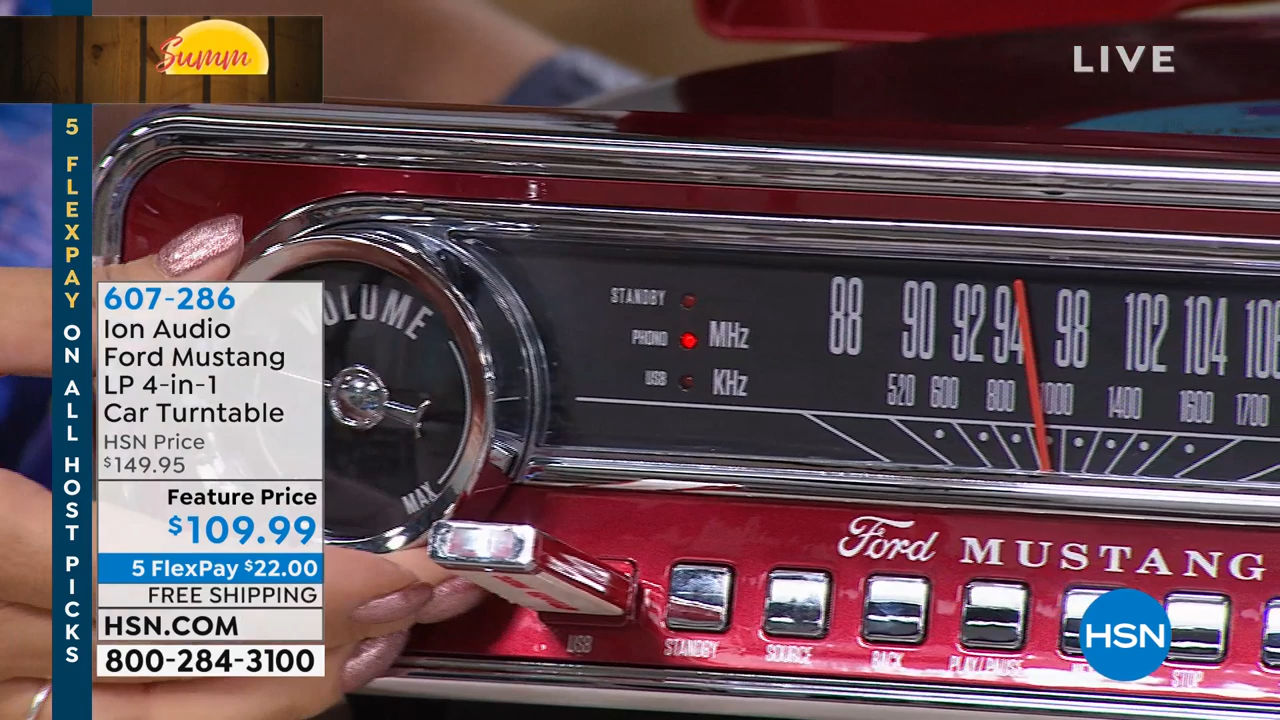 Summ
LIVE
5 FLEXPAY ON ALL HOST PICKS
607-286
Ion Audio
Ford Mustang
LP 4-in-1
Car Turntable
HSN Price
$149.95
Feature Price
$109.99
5 FlexPay $22.00
FREE SHIPPING
HSN.COM
800-284-3100
VOLUME
MAX
STANDBY
PHONO
USB
MHz
KHz
88 90 92 94 98 102 104
520 600 800 1000 1400 1600 1700
Ford MUSTANG
USB
STANDBY
SOURCE
BACK
PLAY/PAUSE
STOP
HSN